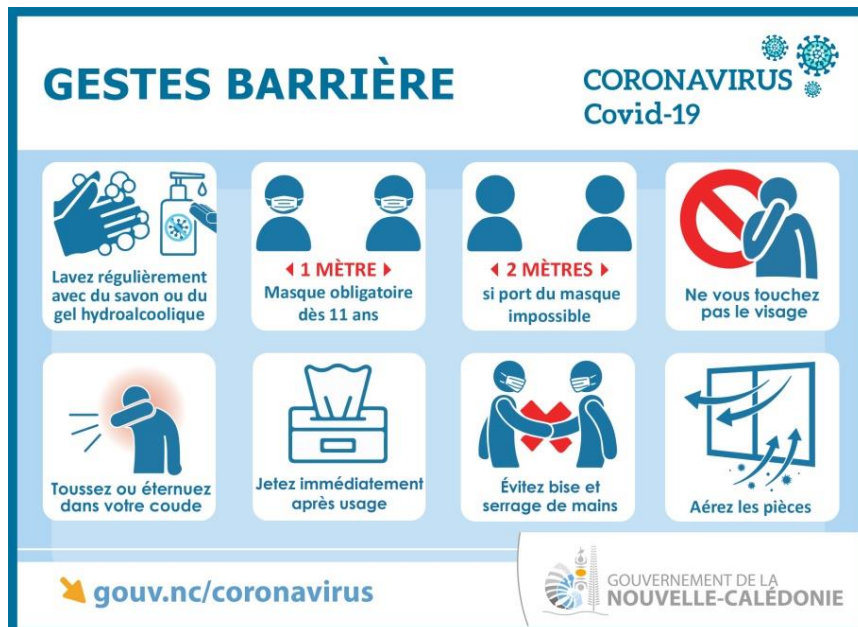 GESTES BARRIÈRE
CORONAVIRUS
Covid-19
Lavez régulièrement
avec du savon ou du
gel hydroalcoolique
1 MÈTRE
Masque obligatoire
dès 11 ans
2 MÈTRES
si port du masque
impossible
Ne vous touchez
pas le visage
Toussez ou éternuez
dans votre coude
Jetez immédiatement
après usage
Évitez bise et
serrage de mains
Aérez les pièces
gouv.nc/coronavirus
GOUVERNEMENT DE LA
NOUVELLE-CALÉDONIE